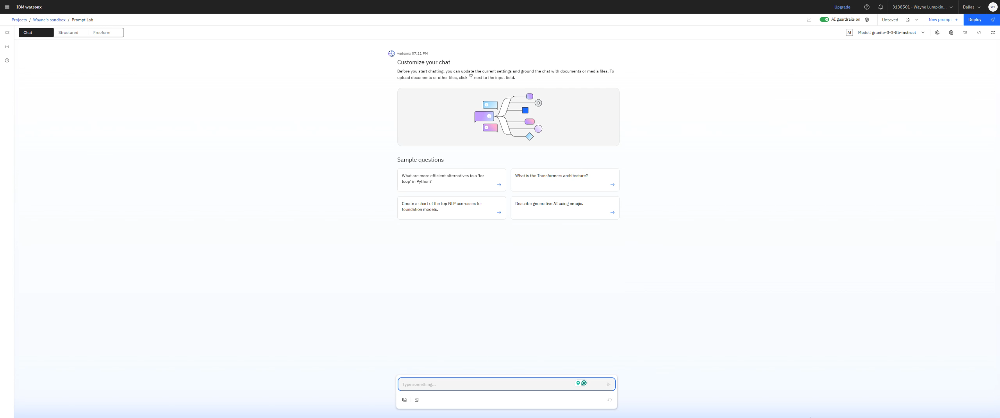 IBM watsonx
Upgrade
3138501 - Wayne Lumpkin...
Dallas
WL
Projects / Wayne's sandbox / Prompt Lab
AI guardrails on
Unsaved
New prompt +
Deploy
Chat
Structured
Freeform
AI
Model: granite-3-3-8b-instruct
TXT
</>
watsonx 07:21 PM
Customize your chat
Before you start chatting, you can update the current settings and ground the chat with documents or media files. To
upload documents or other files, click next to the input field.
Sample questions
What are more efficient alternatives to a 'for
loop' in Python?
What is the Transformers architecture?
Create a chart of the top NLP use-cases for
foundation models.
Describe generative AI using emojis.
Type something...